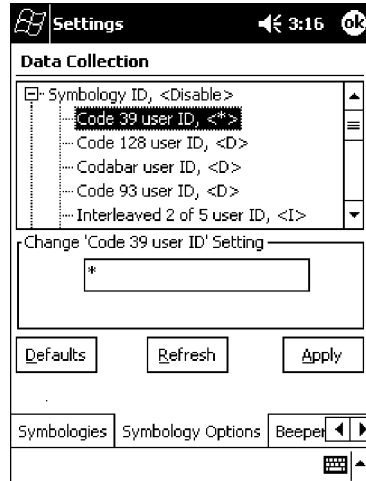 Settings 3:16 ok
Data Collection
Symbology ID, <Disable>
Code 39 user ID, <*>
Code 128 user ID, <D>
Codabar user ID, <D>
Code 93 user ID, <D>
Interleaved 2 of 5 user ID, <I>
Change 'Code 39 user ID' Setting
*
Defaults Refresh Apply
Symbologies Symbology Options Beeper